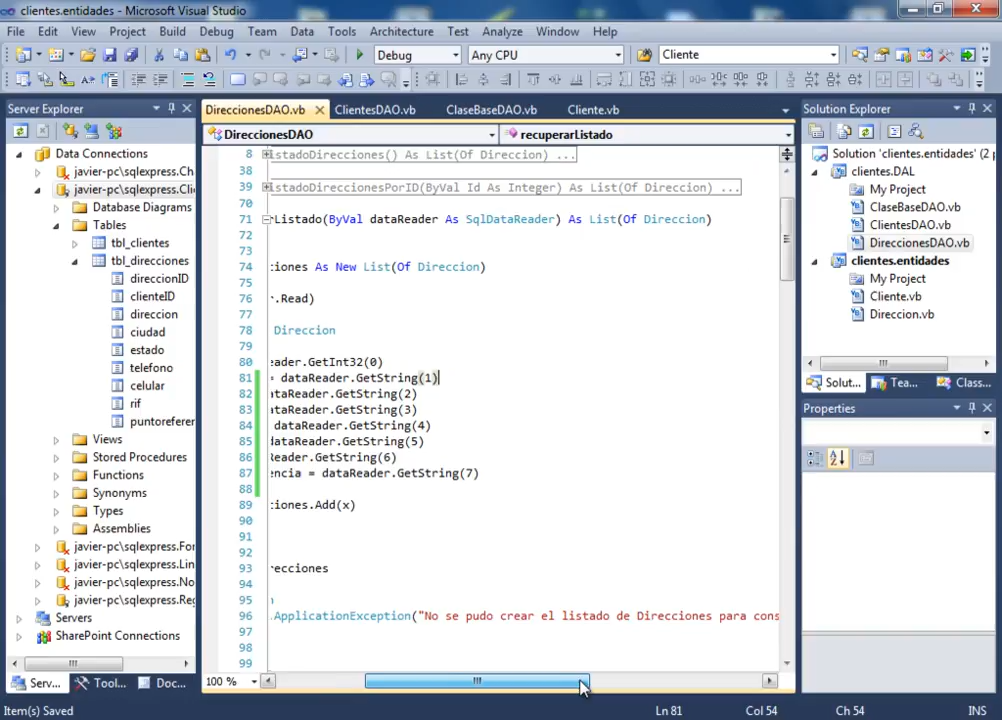 clientes.entidades - Microsoft Visual Studio
File Edit View Project Build Debug Team Data Tools Architecture Test Analyze Window Help
Debug Any CPU Cliente
Server Explorer
Data Connections
javier-pc\sqlexpress.Ch
javier-pc\sqlexpress.Cli
Database Diagrams
Tables
tbl_clientes
tbl_direcciones
direccionID
clienteID
direccion
ciudad
estado
telefono
celular
rif
puntoreferer
Views
Stored Procedures
Functions
Synonyms
Types
Assemblies
javier-pc\sqlexpress.For
javier-pc\sqlexpress.Lin
javier-pc\sqlexpress.No
javier-pc\sqlexpress.Reg
Servers
SharePoint Connections
Serv... Tool... Doc...
DireccionesDAO.vb ClientesDAO.vb ClaseBaseDAO.vb Cliente.vb
DireccionesDAO recuperarListado
8 listadoDirecciones() As List(Of Direccion) ...
38
39 listadoDireccionesPorID(ByVal Id As Integer) As List(Of Direccion) ...
70
71 rListado(ByVal dataReader As SqlDataReader) As List(Of Direccion)
72
73
74 ciones As New List(Of Direccion)
75
76 r.Read)
77
78 Direccion
79
80 eader.GetInt32(0)
81 = dataReader.GetString(1)
82 ataReader.GetString(2)
83 ataReader.GetString(3)
84 dataReader.GetString(4)
85 dataReader.GetString(5)
86 Reader.GetString(6)
87 encia = dataReader.GetString(7)
88
89 ciones.Add(x)
90
91
92
93 recciones
94
95
96 ApplicationException("No se pudo crear el listado de Direcciones para cons
97
98
99
100 %
Solution Explorer
Solution 'clientes.entidades' (2 p
clientes.DAL
My Project
ClaseBaseDAO.vb
ClientesDAO.vb
DireccionesDAO.vb
clientes.entidades
My Project
Cliente.vb
Direccion.vb
Solut... Tea... Class...
Properties
Item(s) Saved Ln 81 Col 54 Ch 54 INS